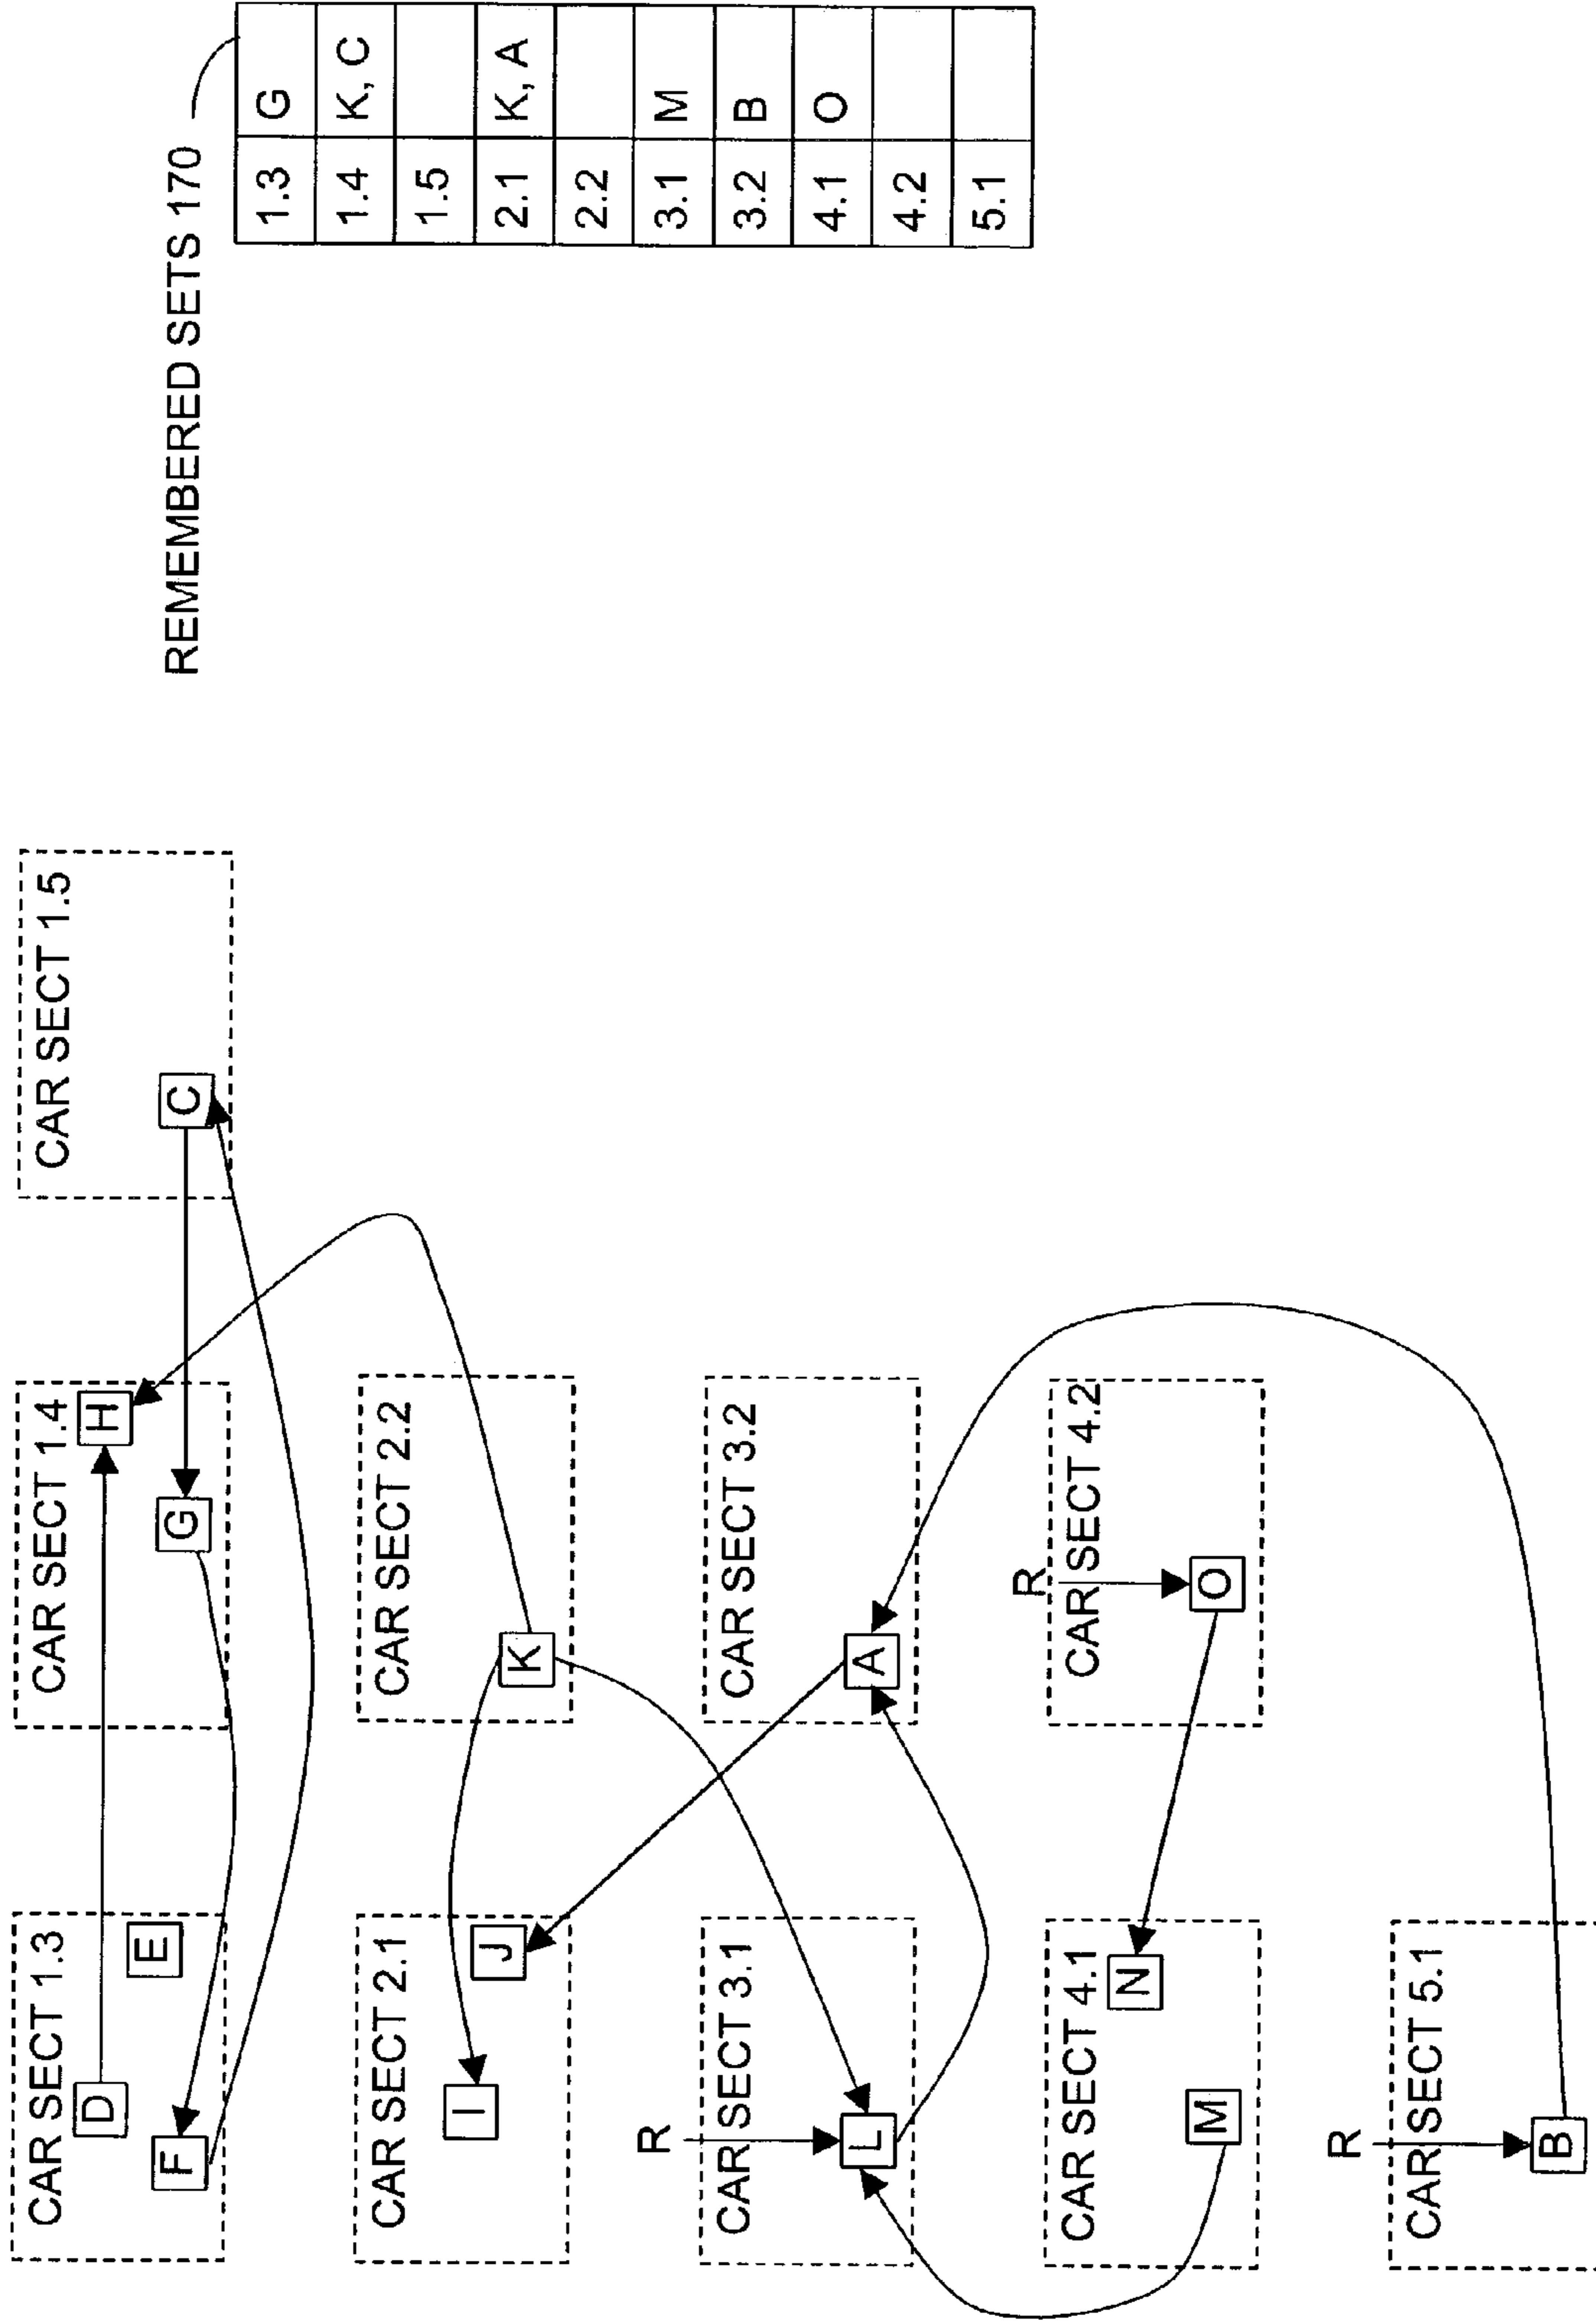 REMEMBERED SETS 170
1.3 G
1.4 K, C
1.5
2.1 K, A
2.2
3.1 M
3.2 B
4.1 O
4.2
5.1
CAR SECT 1.3
D
E
F
CAR SECT 1.4
H
G
CAR SECT 1.5
C
CAR SECT 2.1
I
J
CAR SECT 2.2
K
R
CAR SECT 3.1
L
CAR SECT 3.2
A
CAR SECT 4.1
N
M
R
CAR SECT 4.2
O
R
CAR SECT 5.1
B